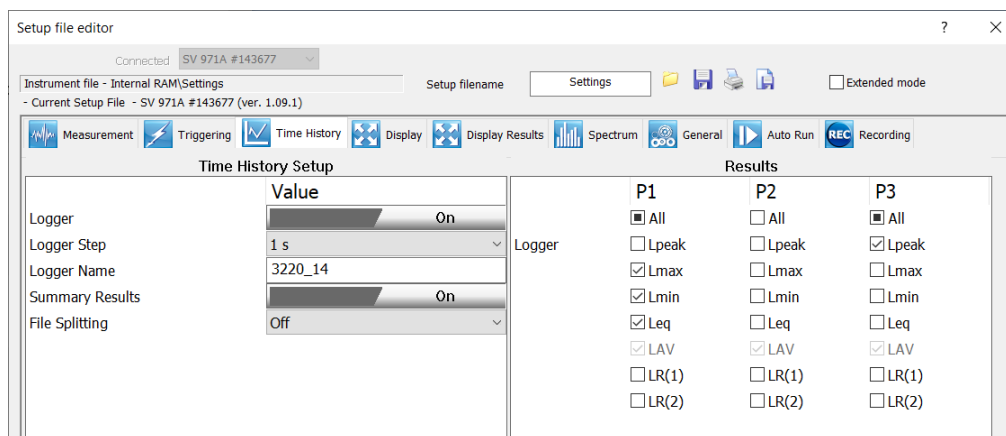 Setup file editor ? ×
Connected SV 971A #143677
Instrument file - Internal RAM\Settings Setup filename Settings Extended mode
- Current Setup File - SV 971A #143677 (ver. 1.09.1)
Measurement Triggering Time History Display Display Results Spectrum General Auto Run REC Recording
Time History Setup Results
Value P1 P2 P3
Logger On All All All
Logger Step 1 s Logger Lpeak Lpeak Lpeak
Logger Name 3220_14 Lmax Lmax Lmax
Summary Results On Lmin Lmin Lmin
File Splitting Off Leq Leq Leq
LAV LAV LAV
LR(1) LR(1) LR(1)
LR(2) LR(2) LR(2)